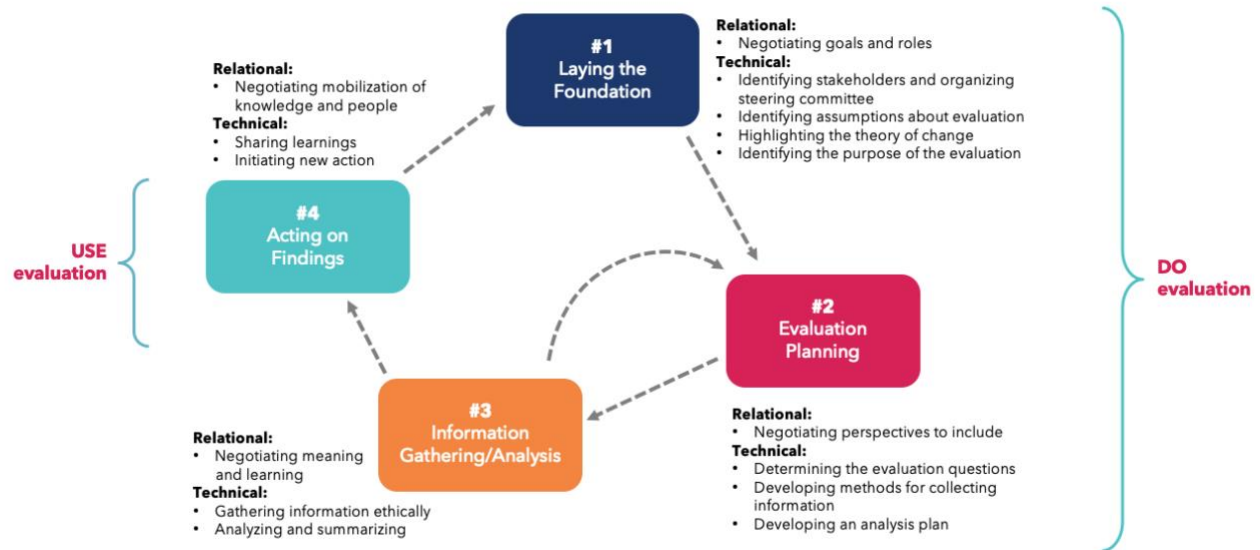 #1
Laying the
Foundation
Relational:
• Negotiating goals and roles
Technical:
• Identifying stakeholders and organizing
steering committee
• Identifying assumptions about evaluation
• Highlighting the theory of change
• Identifying the purpose of the evaluation
#2
Evaluation
Planning
Relational:
• Negotiating perspectives to include
Technical:
• Determining the evaluation questions
• Developing methods for collecting
information
• Developing an analysis plan
#3
Information
Gathering/Analysis
Relational:
• Negotiating meaning
and learning
Technical:
• Gathering information ethically
• Analyzing and summarizing
#4
Acting on
Findings
Relational:
• Negotiating mobilization of
knowledge and people
Technical:
• Sharing learnings
• Initiating new action
USE
evaluation
DO
evaluation